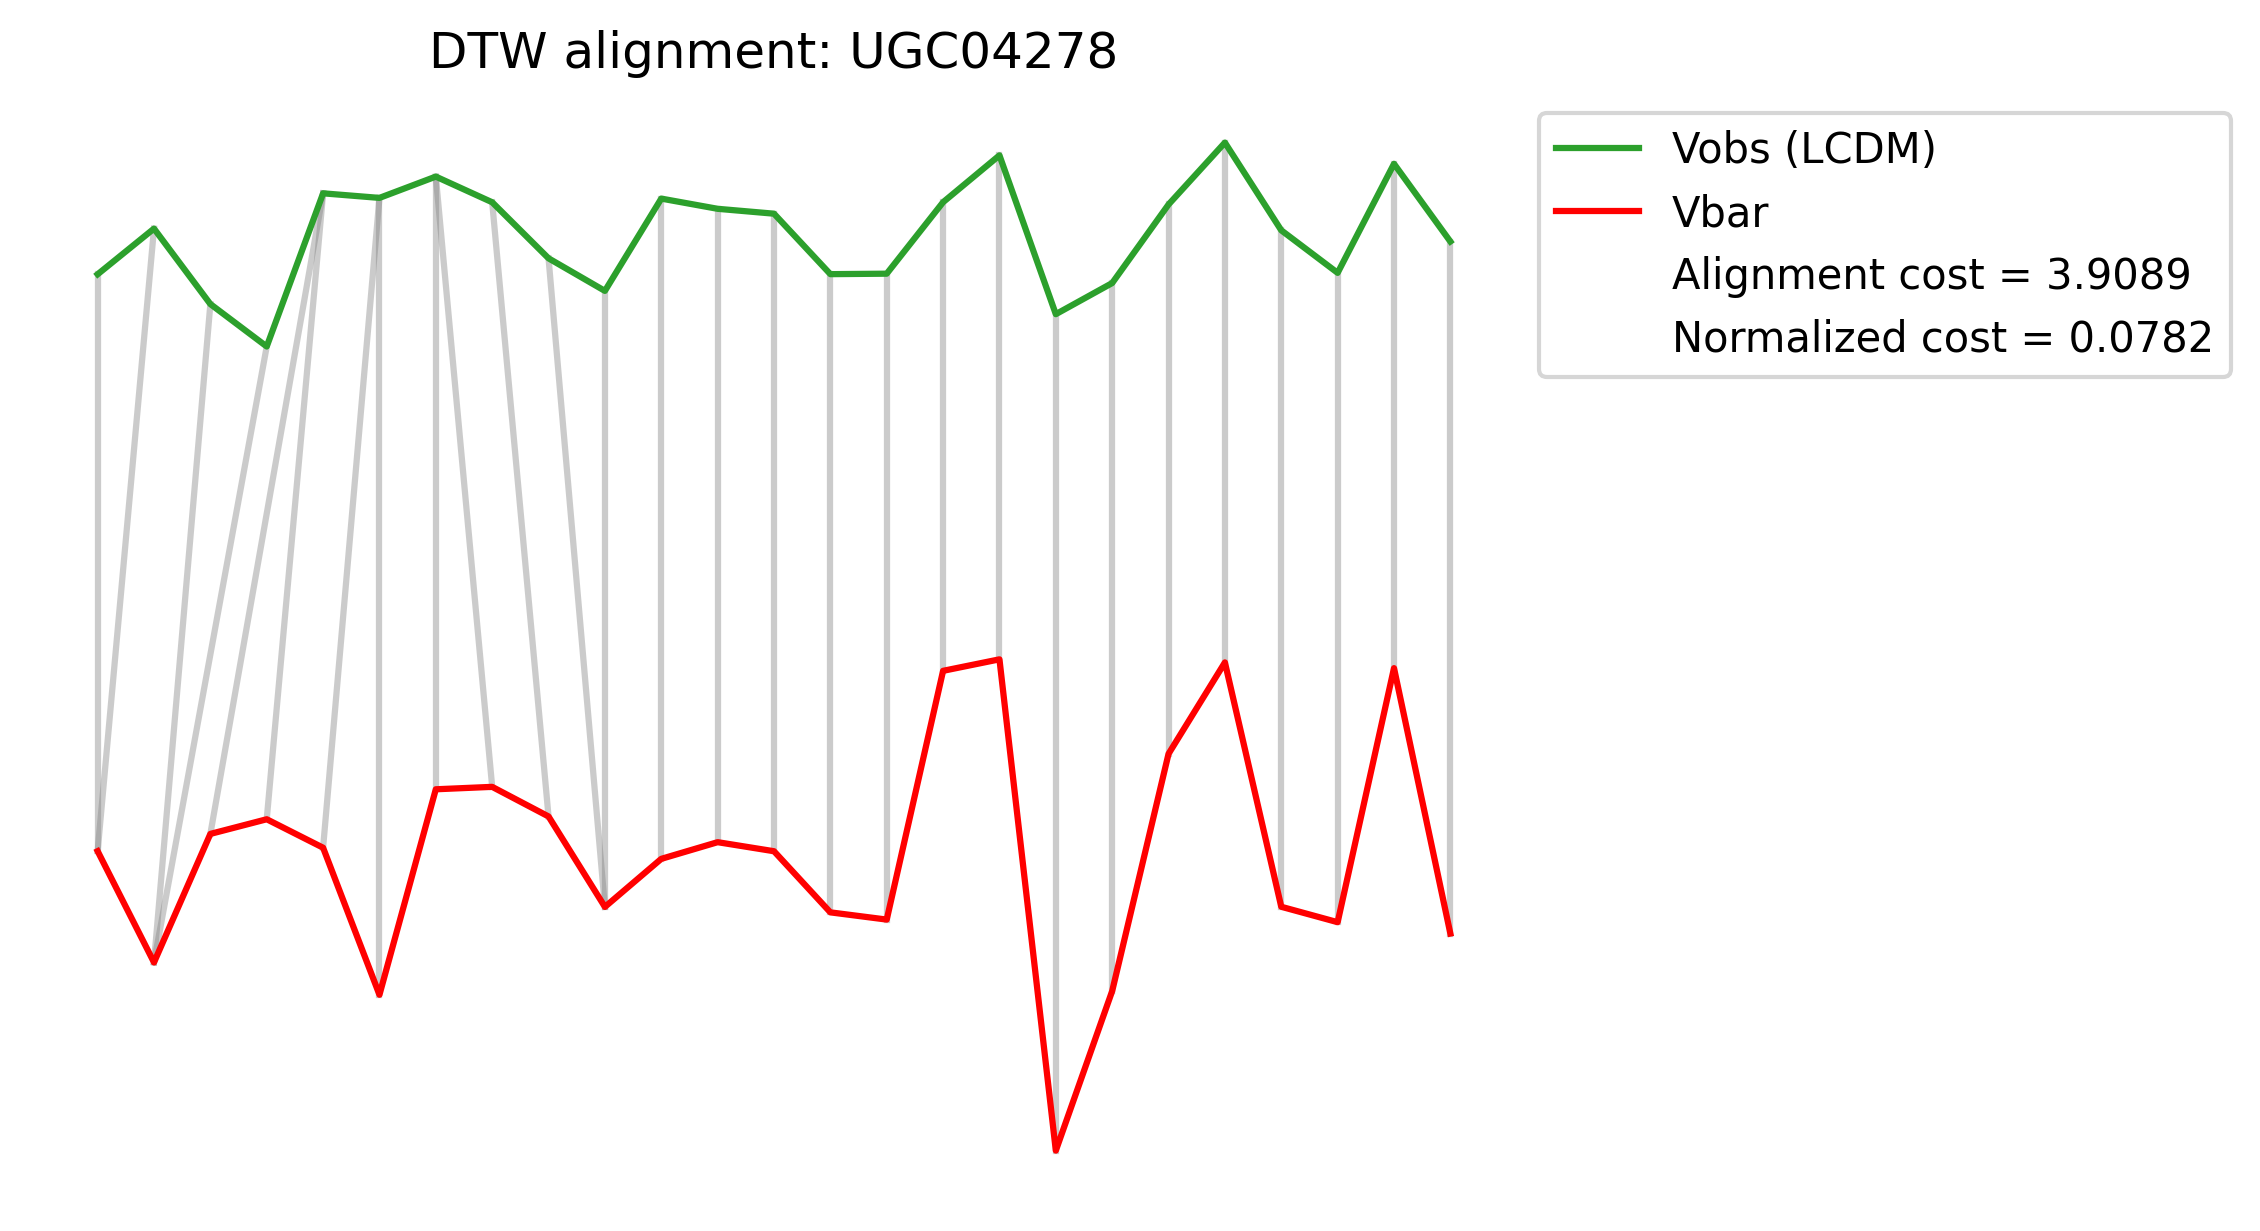 DTW alignment: UGC04278
Vobs (LCDM)
Vbar
Alignment cost = 3.9089
Normalized cost = 0.0782